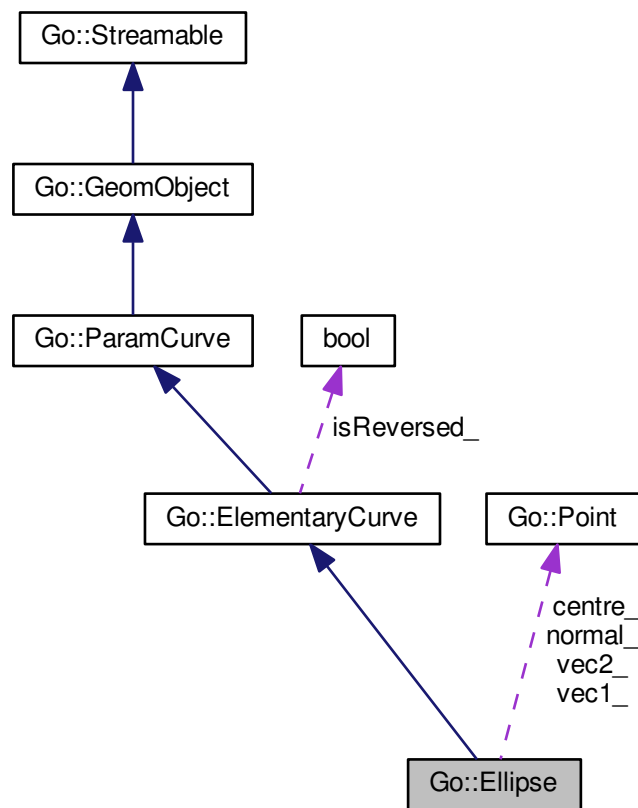 Go::Streamable
Go::GeomObject
Go::ParamCurve
bool
isReversed_
Go::ElementaryCurve
Go::Point
centre_
normal_
vec2_
vec1_
Go::Ellipse